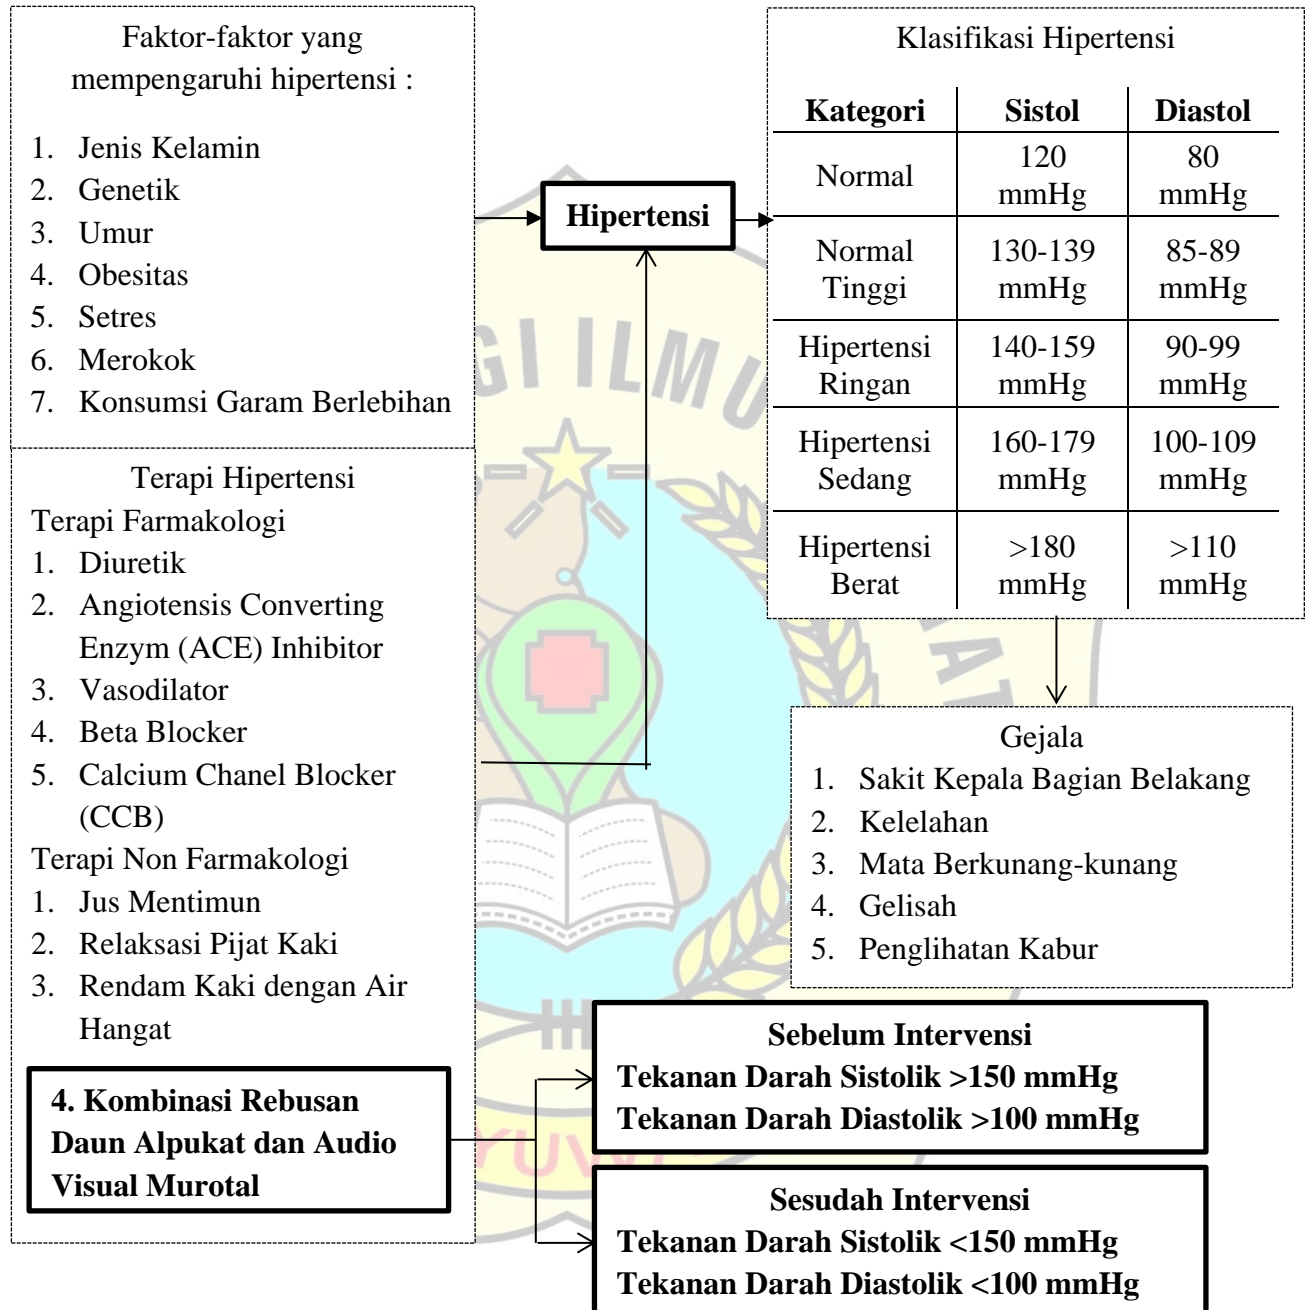 Faktor-faktor yang
mempengaruhi hipertensi :
1. Jenis Kelamin
2. Genetik
3. Umur
4. Obesitas
5. Setres
6. Merokok
7. Konsumsi Garam Berlebihan
Terapi Hipertensi
Terapi Farmakologi
1. Diuretik
2. Angiotensis Converting
Enzym (ACE) Inhibitor
3. Vasodilator
4. Beta Blocker
5. Calcium Chanel Blocker
(CCB)
Terapi Non Farmakologi
1. Jus Mentimun
2. Relaksasi Pijat Kaki
3. Rendam Kaki dengan Air
Hangat
4. Kombinasi Rebusan
Daun Alpukat dan Audio
Visual Murotal
Hipertensi
Klasifikasi Hipertensi
Kategori Sistol Diastol
Normal 120 mmHg 80 mmHg
Normal Tinggi 130-139 mmHg 85-89 mmHg
Hipertensi Ringan 140-159 mmHg 90-99 mmHg
Hipertensi Sedang 160-179 mmHg 100-109 mmHg
Hipertensi Berat >180 mmHg >110 mmHg
Gejala
1. Sakit Kepala Bagian Belakang
2. Kelelahan
3. Mata Berkunang-kunang
4. Gelisah
5. Penglihatan Kabur
Sebelum Intervensi
Tekanan Darah Sistolik >150 mmHg
Tekanan Darah Diastolik >100 mmHg
Sesudah Intervensi
Tekanan Darah Sistolik <150 mmHg
Tekanan Darah Diastolik <100 mmHg
GI ILMU